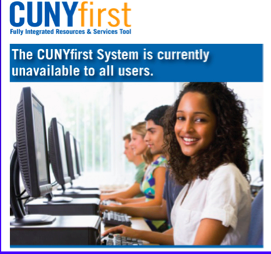 CUNYfirst
Fully Integrated Resources & Services Tool
The CUNYfirst System is currently
unavailable to all users.